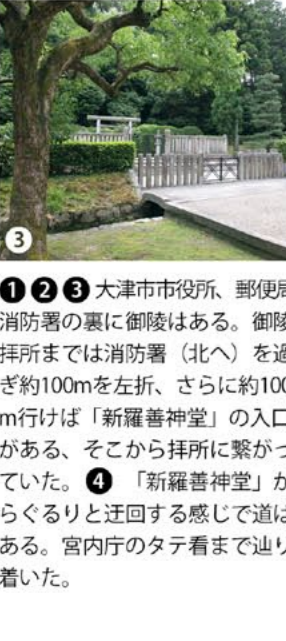 3
❶❷❸大津市市役所、郵便局
消防署の裏に御陵はある。御陵
拝所までは消防署（北へ）を過
ぎ約100mを左折、さらに約100
m行けば「新羅善神堂」の入口
がある、そこから拝所に繋がっ
ていた。❹ 「新羅善神堂」か
らぐるりと迂回する感じで道は
ある。宮内庁のタテ看まで辿り
着いた。